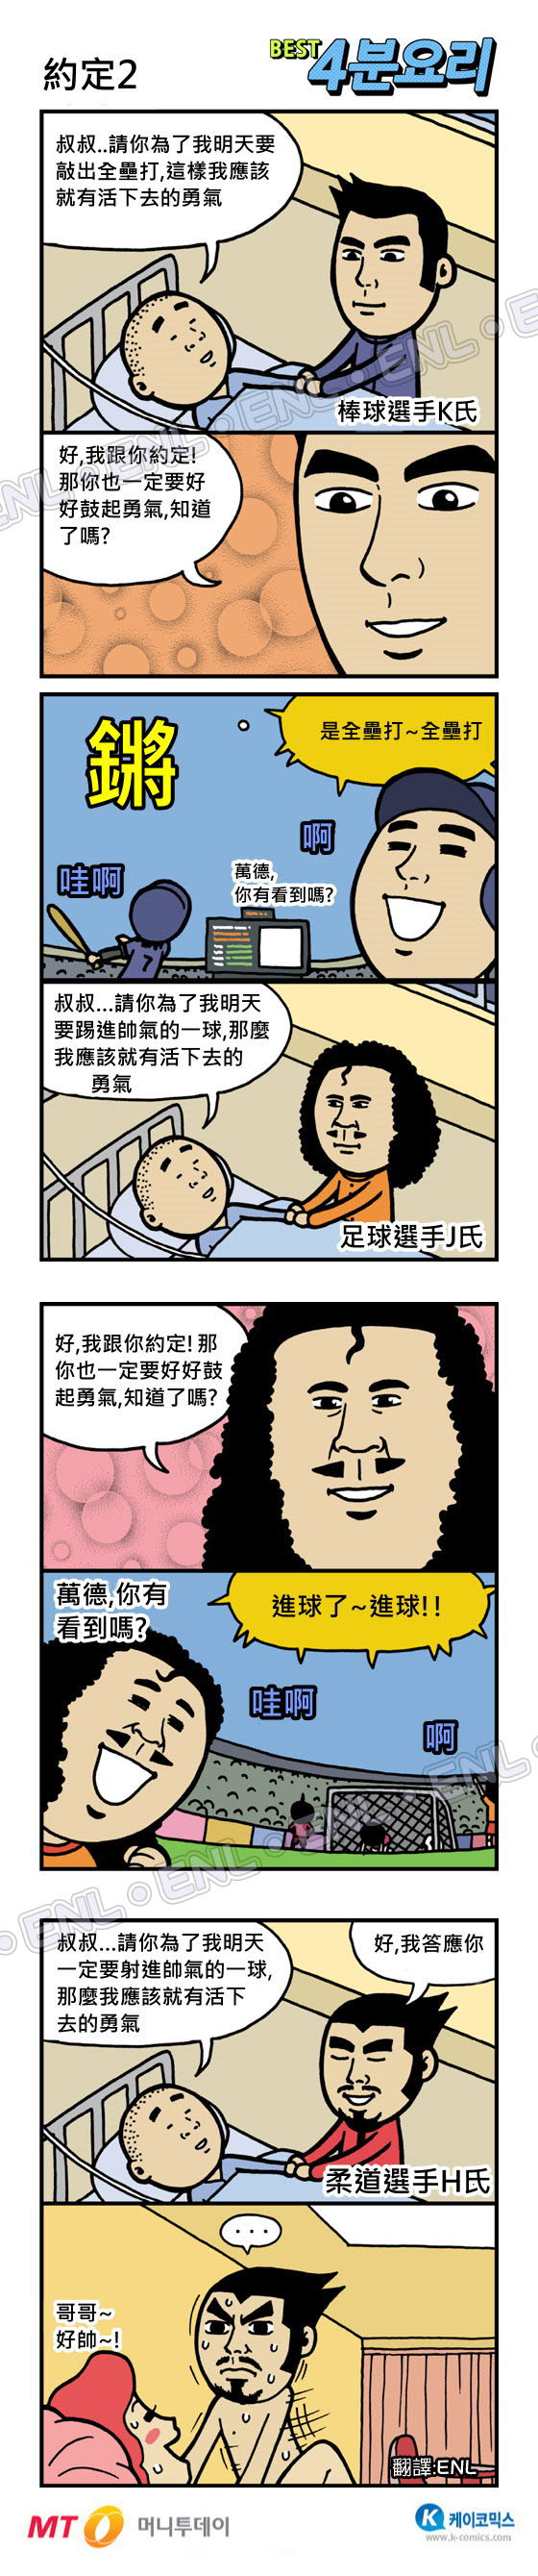 約定2
BEST
4분요리
叔叔..請你為了我明天要
敲出全壘打,這樣我應該
就有活下去的勇氣
棒球選手K氏
好,我跟你約定!
那你也一定要好
好鼓起勇氣,知道
了嗎?
鏘
是全壘打~全壘打
啊
哇啊
萬德,
你有看到嗎?
7
叔叔...請你為了我明天
要踢進帥氣的一球,那麼
我應該就有活下去的
勇氣
足球選手J氏
好,我跟你約定! 那
你也一定要好好鼓
起勇氣,知道了嗎?
萬德,你有
看到嗎?
進球了~進球!!
哇啊
啊
叔叔...請你為了我明天
一定要射進帥氣的一球,
那麼我應該就有活下
去的勇氣
好,我答應你
柔道選手H氏
...
哥哥~
好帥~!
翻譯:ENL
ENL • ENL • ENL • ENL • ENL
ENL • ENL • ENL • ENL • ENL
MT 머니투데이
K 케이코믹스
www.k-comics.com